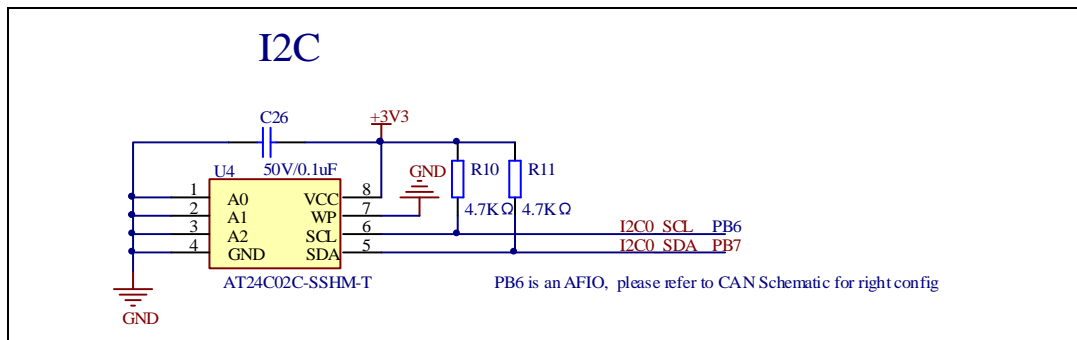 I2C
C26
+3V3
U4
50V/0.1uF
GND
R10
R11
1
A0
VCC
8
2
A1
WP
7
4.7KΩ
4.7KΩ
3
A2
SCL
6
I2C0_SCL
PB6
4
GND
SDA
5
I2C0_SDA
PB7
AT24C02C-SSHM-T
PB6 is an AFIO, please refer to CAN Schematic for right config
GND